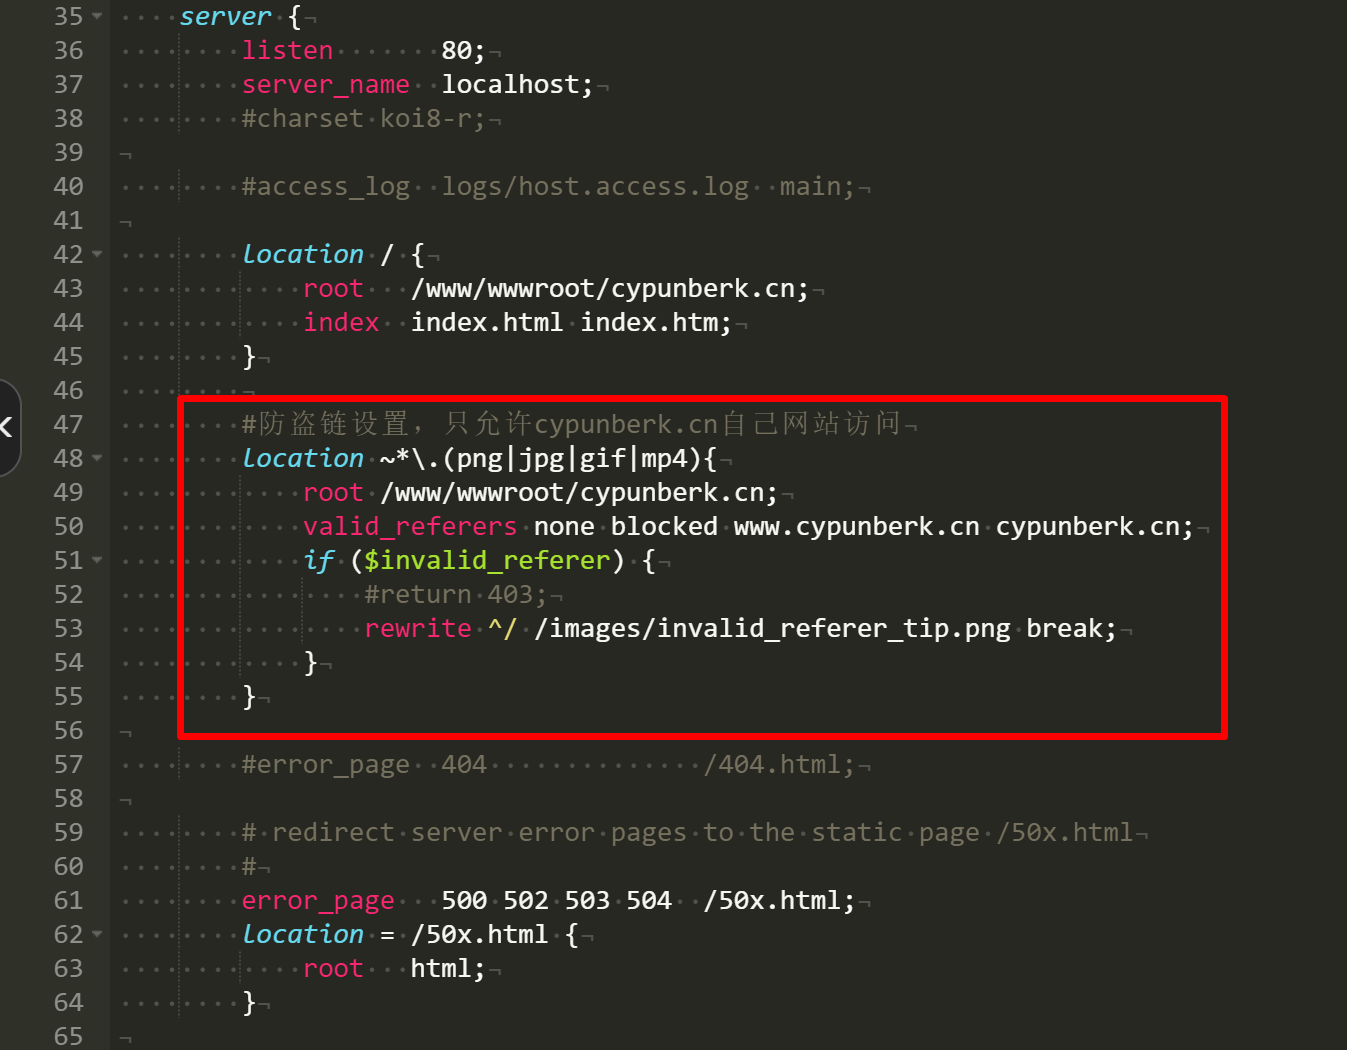 35 server {
36 listen 80;
37 server_name localhost;
38 #charset koi8-r;
39
40 #access_log logs/host.access.log main;
41
42 location / {
43 root /www/wwwroot/cypunberk.cn;
44 index index.html index.htm;
45 }
46
47 #防盗链设置，只允许cypunberk.cn自己网站访问
48 location ~*\.(png|jpg|gif|mp4){
49 root /www/wwwroot/cypunberk.cn;
50 valid_referers none blocked www.cypunberk.cn cypunberk.cn;
51 if ($invalid_referer) {
52 #return 403;
53 rewrite ^/ /images/invalid_referer_tip.png break;
54 }
55 }
56
57 #error_page 404 /404.html;
58
59 # redirect server error pages to the static page /50x.html
60 #
61 error_page 500 502 503 504 /50x.html;
62 location = /50x.html {
63 root html;
64 }
65